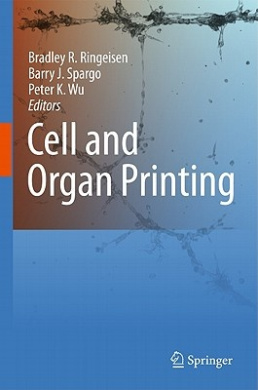 Bradley R. Ringeisen
Barry J. Spargo
Peter K. Wu
Editors
Cell and
Organ Printing
Springer